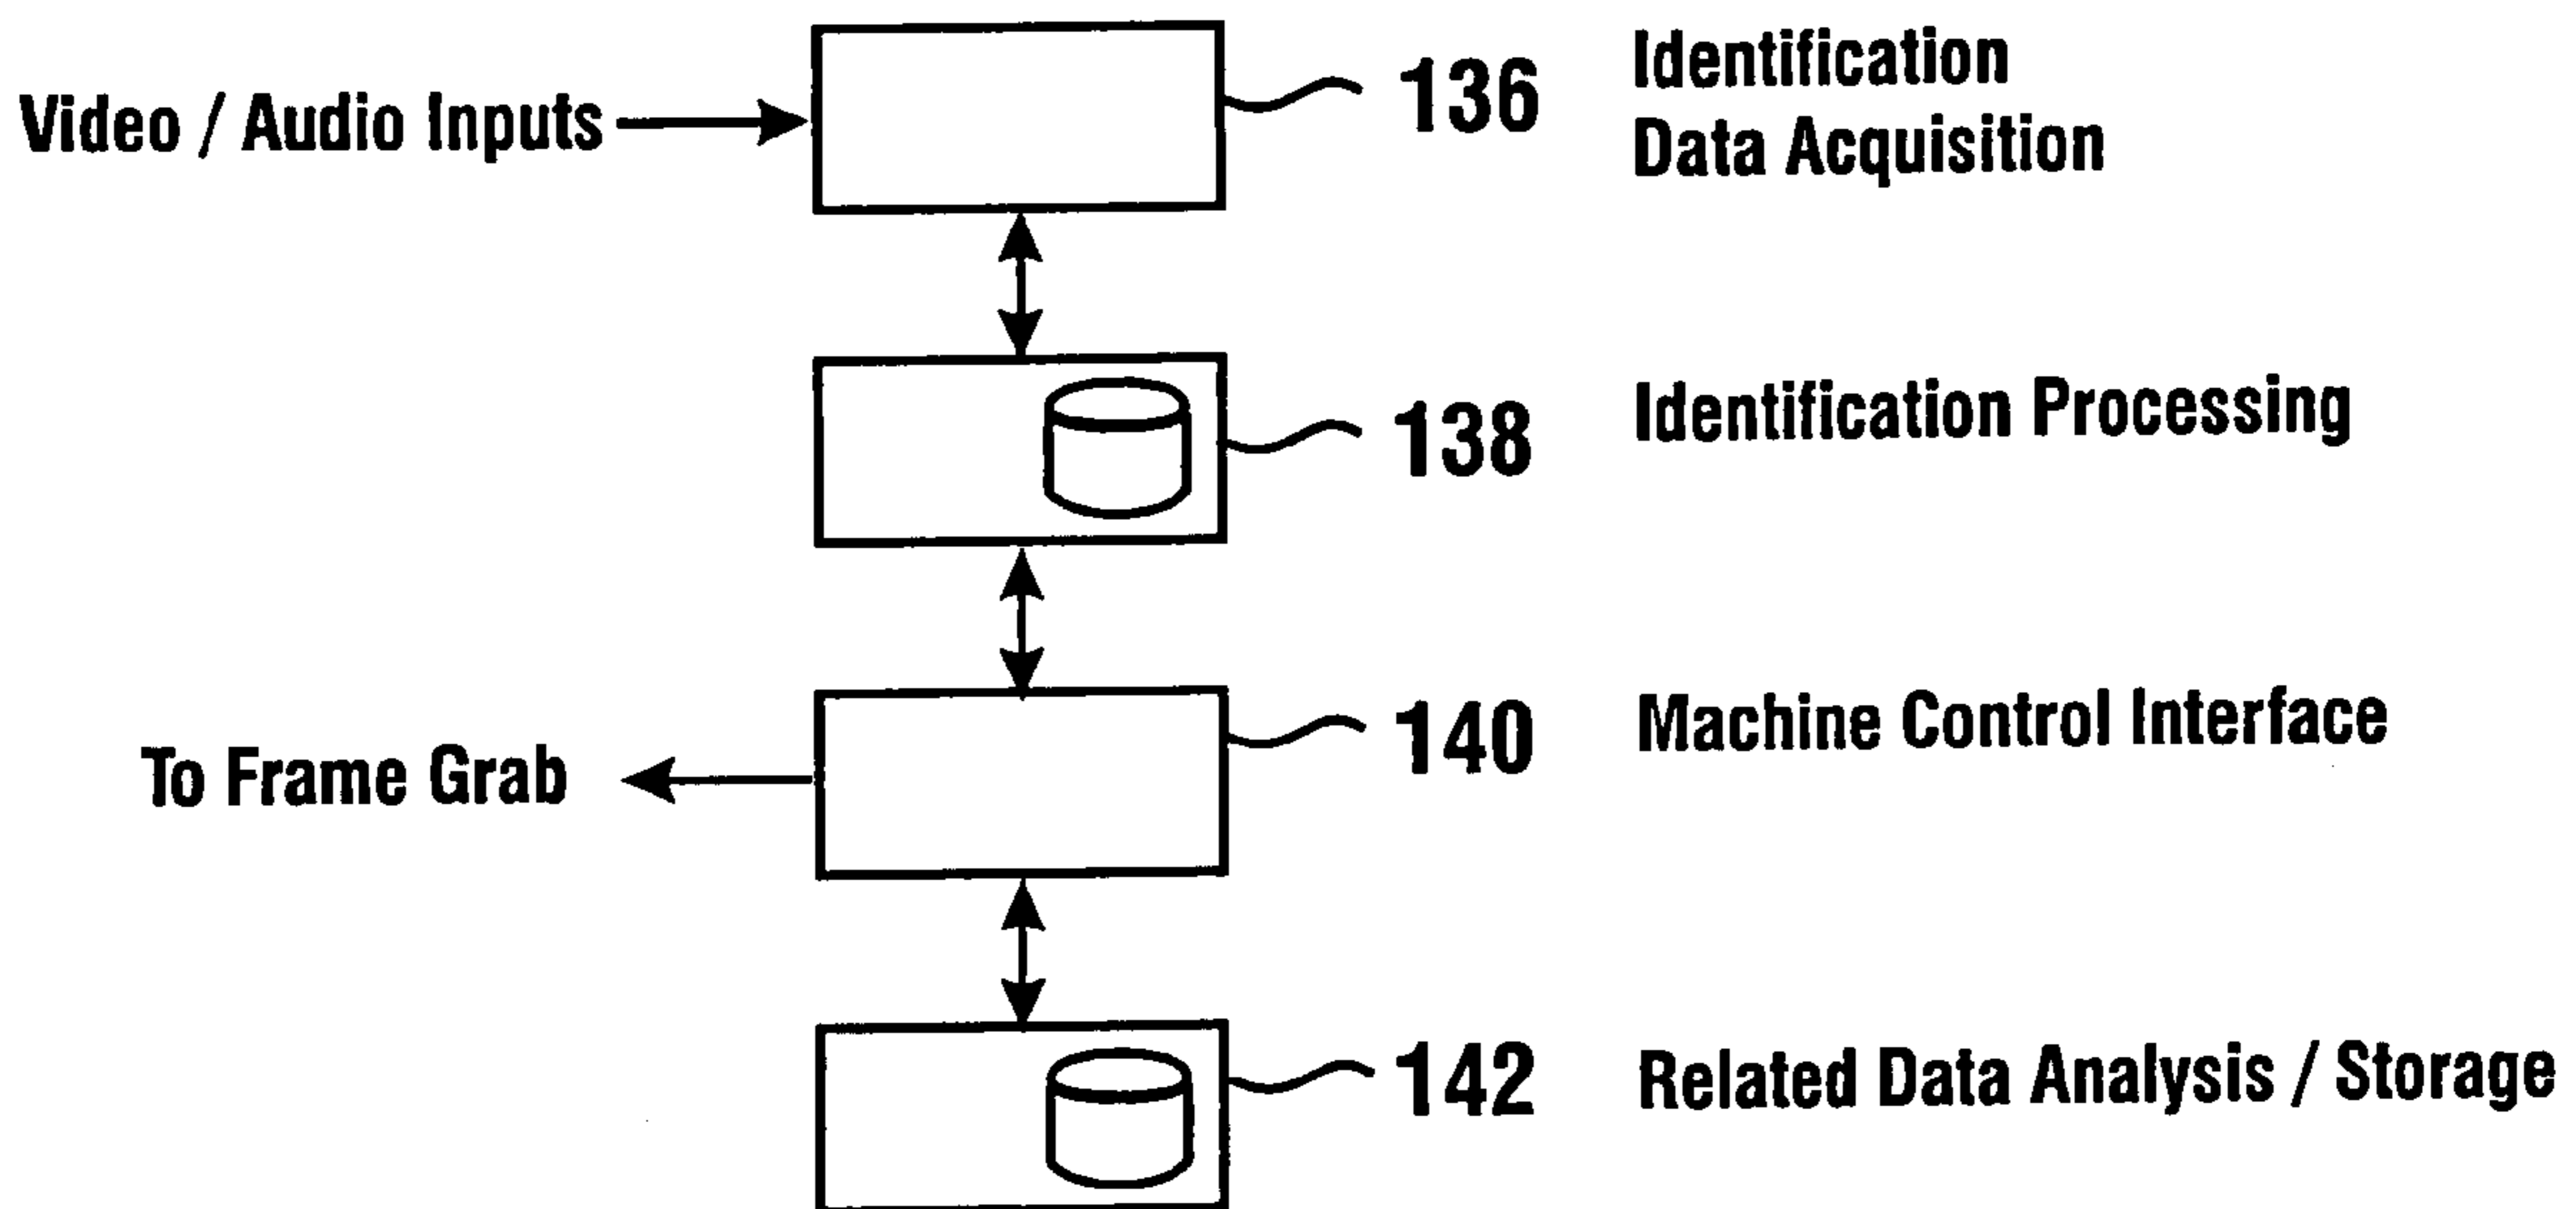 Identification
Video / Audio Inputs 136 Data Acquisition
138 Identification Processing
140 Machine Control Interface
To Frame Grab
142 Related Data Analysis / Storage